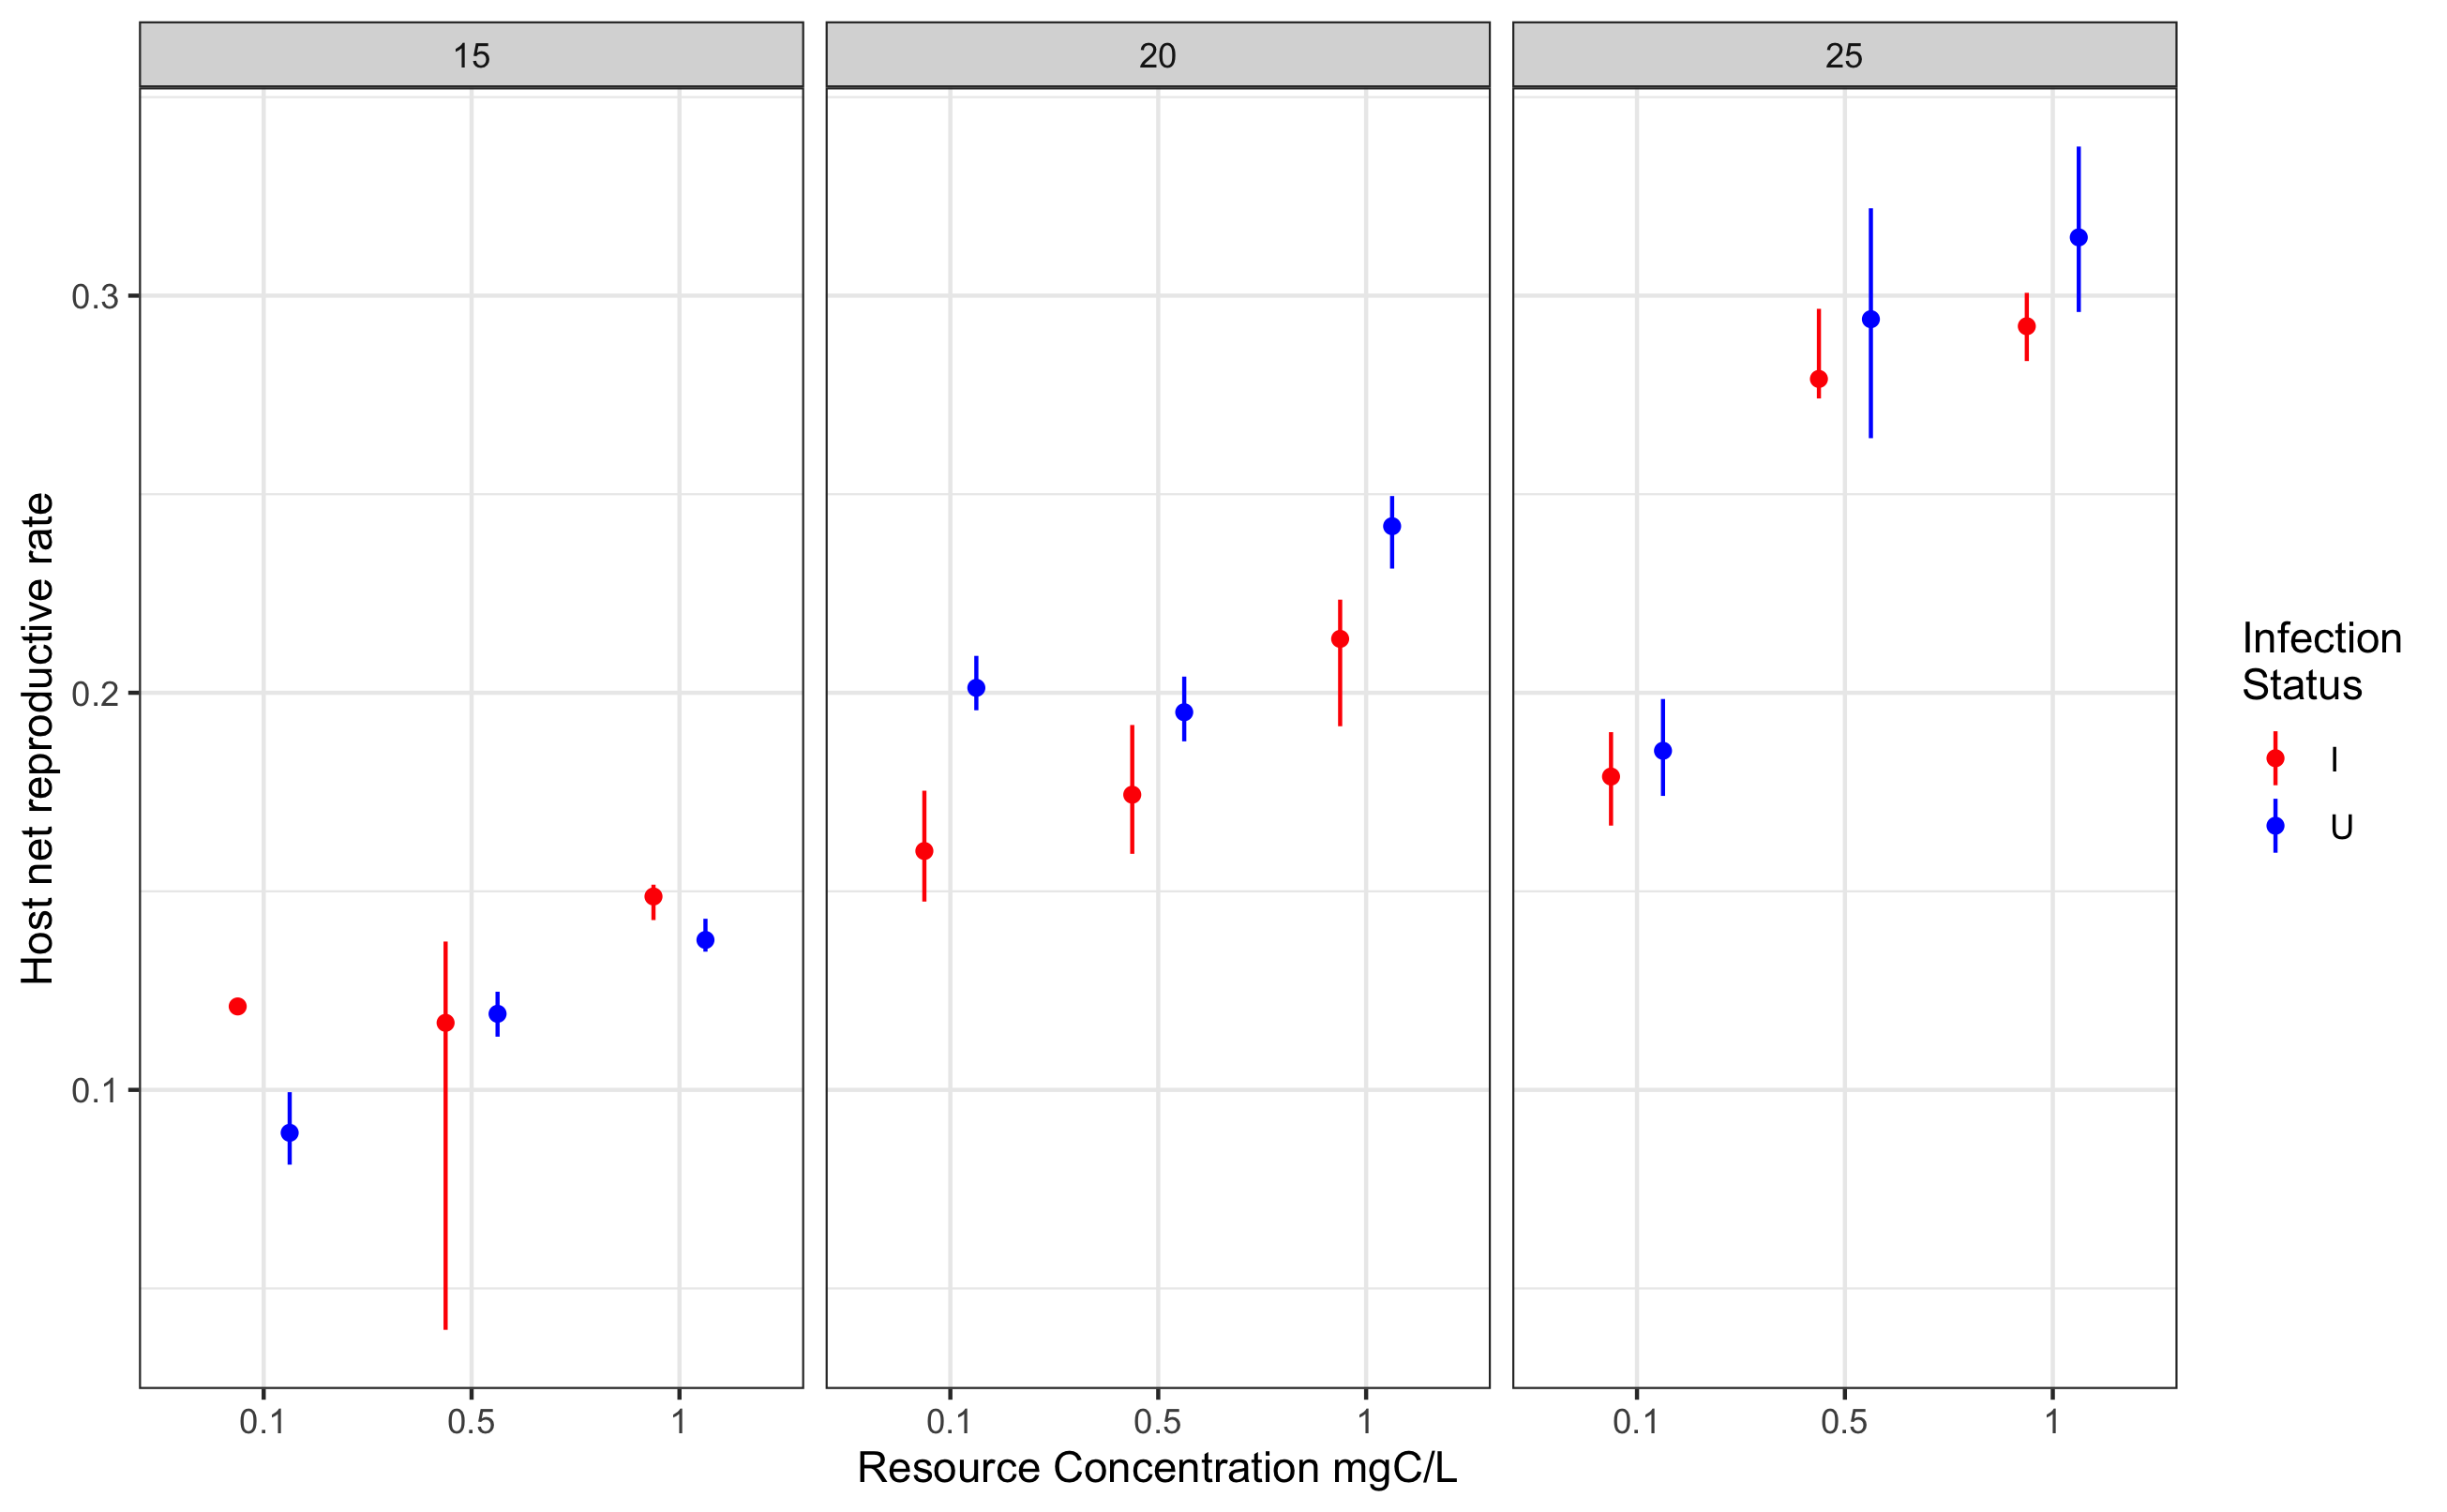 15
20
25
Host net reproductive rate
0.3
0.2
0.1
0.1
0.5
1
0.1
0.5
1
0.1
0.5
1
Resource Concentration mgC/L
Infection
Status
I
U